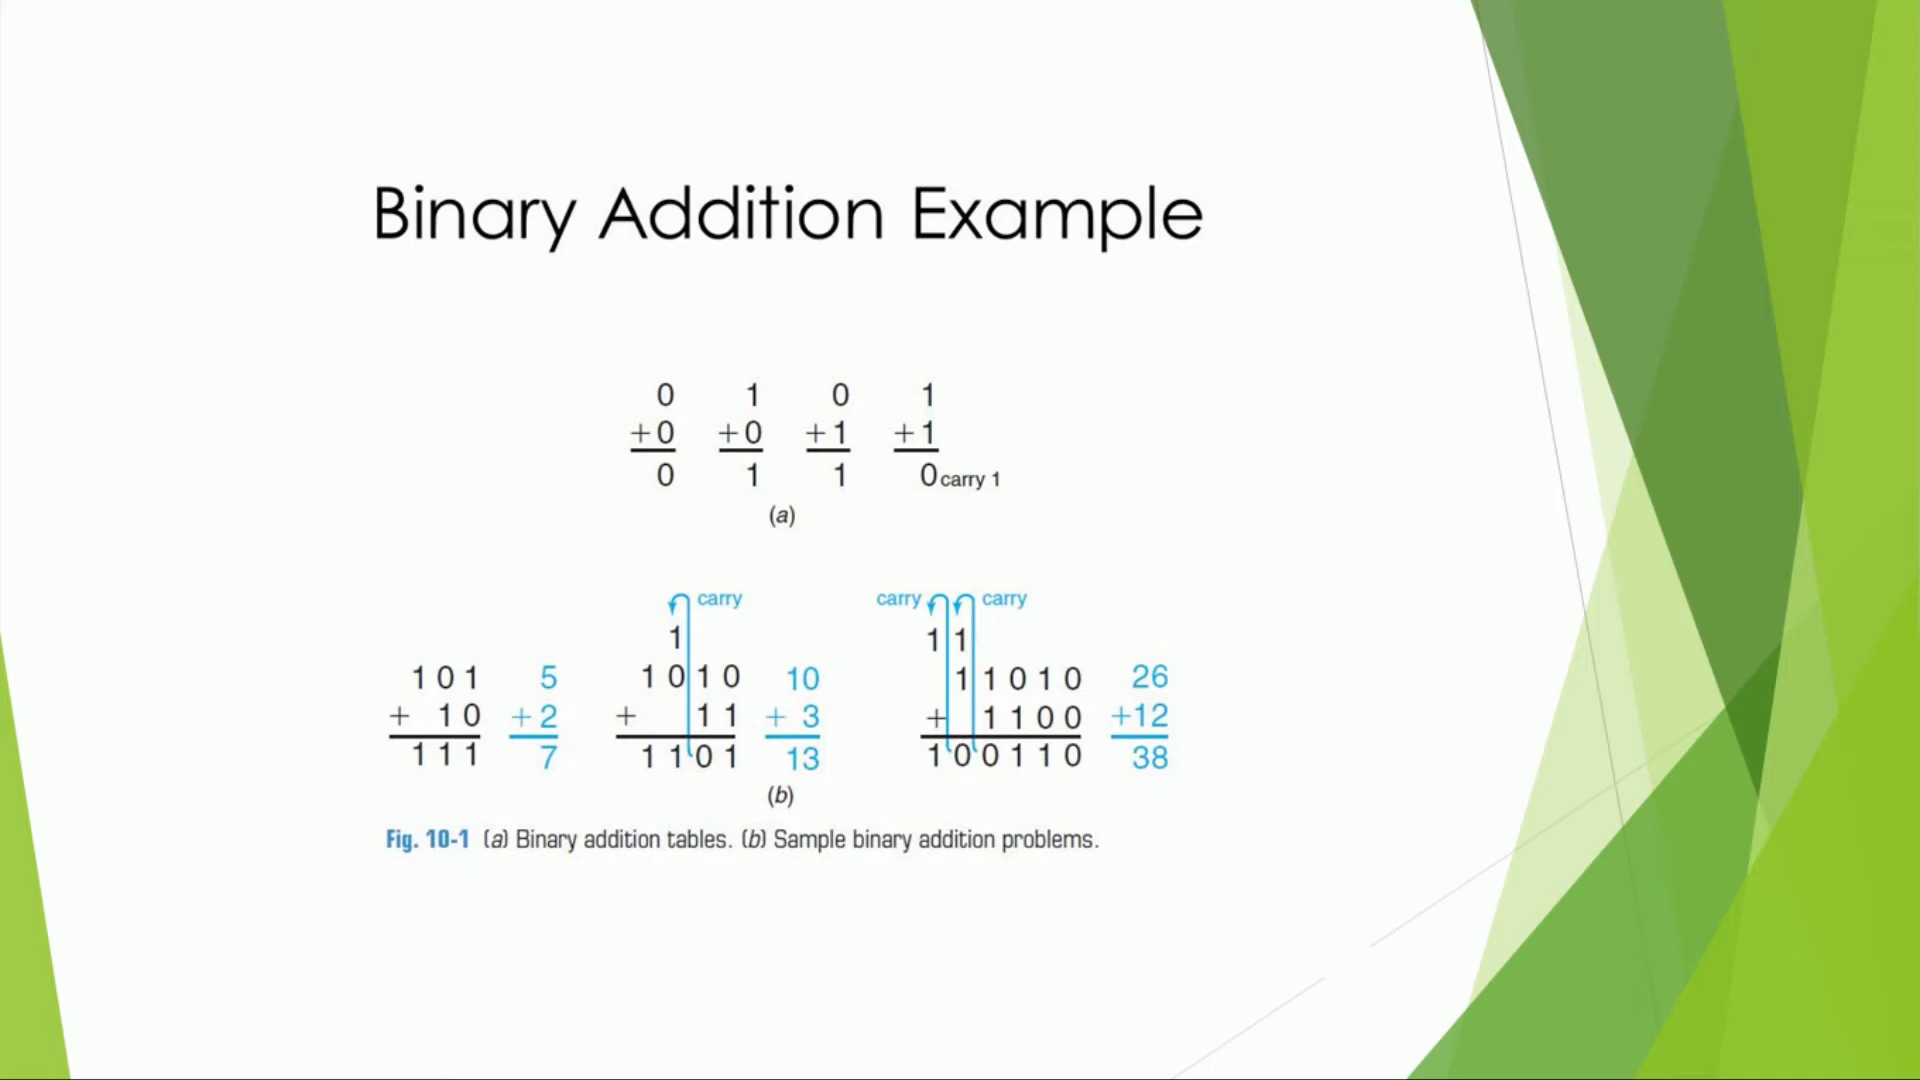 Binary Addition Example
0 1 0 1
+0 +0 +1 +1
0 1 1 0 carry 1
(a)
carry carry carry
1 1 1
101 5 1010 10 11010 26
+ 10 +2 + 11 + 3 + 1100 +12
111 7 1101 13 100110 38
(b)
Fig. 10-1 (a) Binary addition tables. (b) Sample binary addition problems.